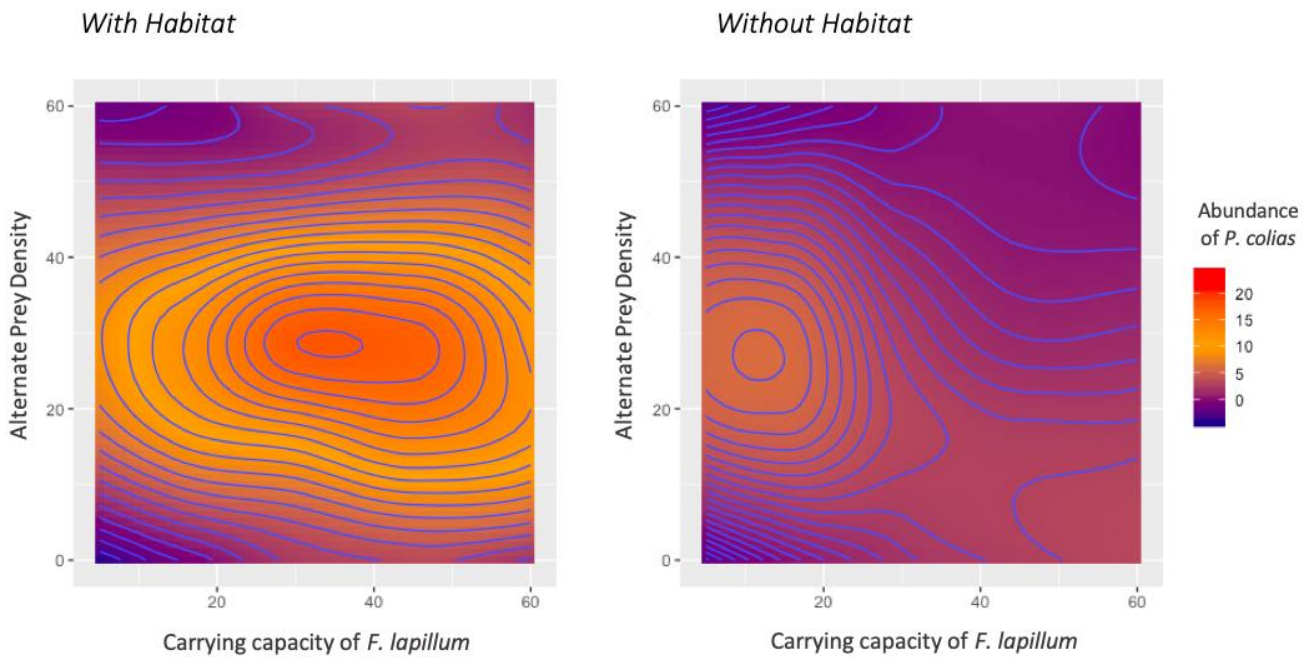 With Habitat
Without Habitat
60
40
20
0
Alternate Prey Density
20
40
60
Carrying capacity of F. lapillum
60
40
20
0
Alternate Prey Density
20
40
60
Carrying capacity of F. lapillum
Abundance
of P. colias
20
15
10
5
0